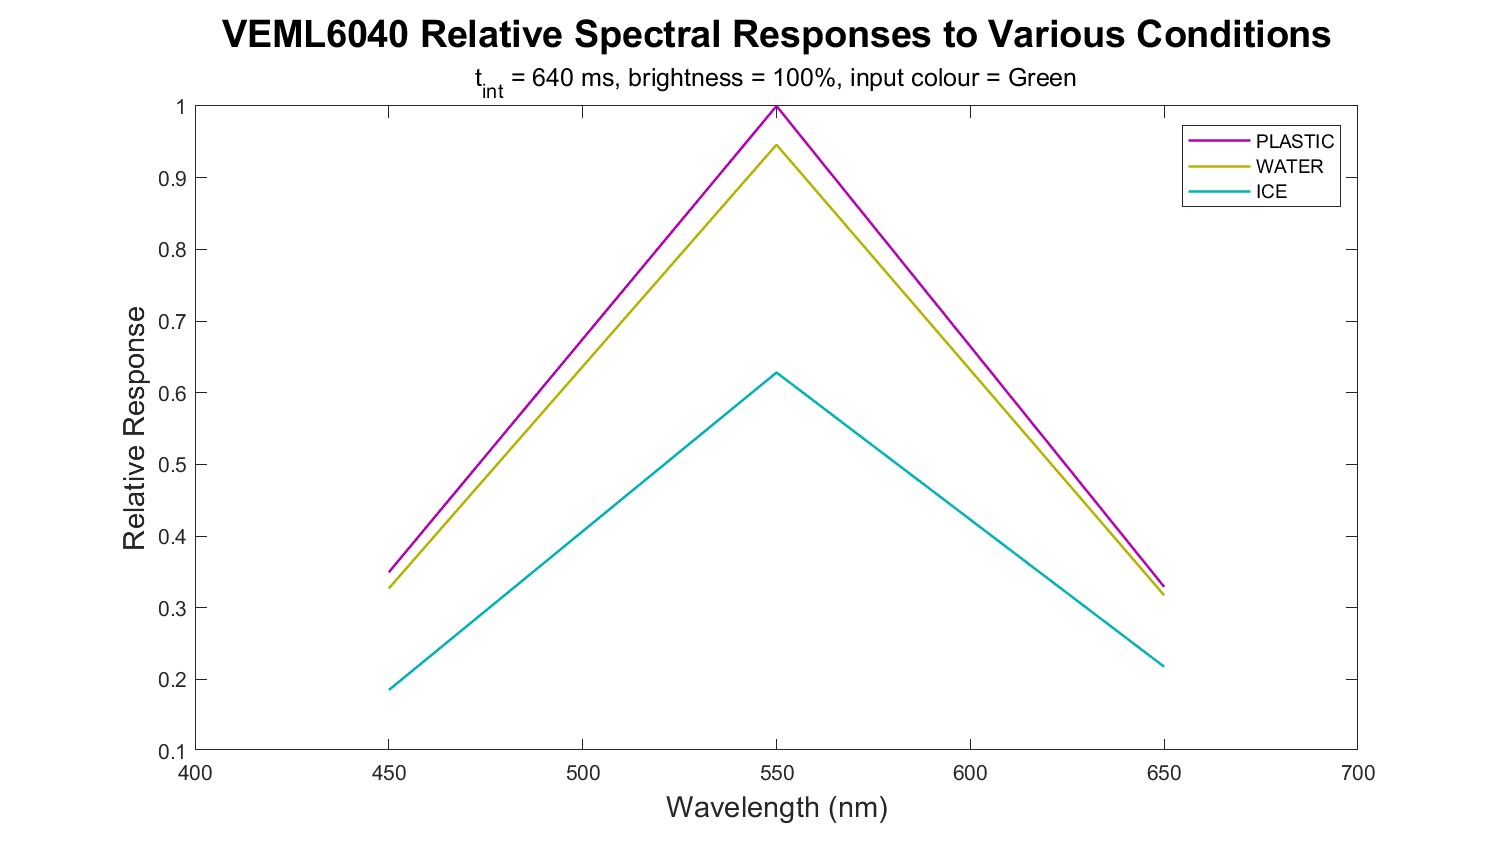 VEML6040 Relative Spectral Responses to Various Conditions
t_int = 640 ms, brightness = 100%, input colour = Green
PLASTIC
WATER
ICE
Relative Response
1
0.9
0.8
0.7
0.6
0.5
0.4
0.3
0.2
0.1
400 450 500 550 600 650 700
Wavelength (nm)